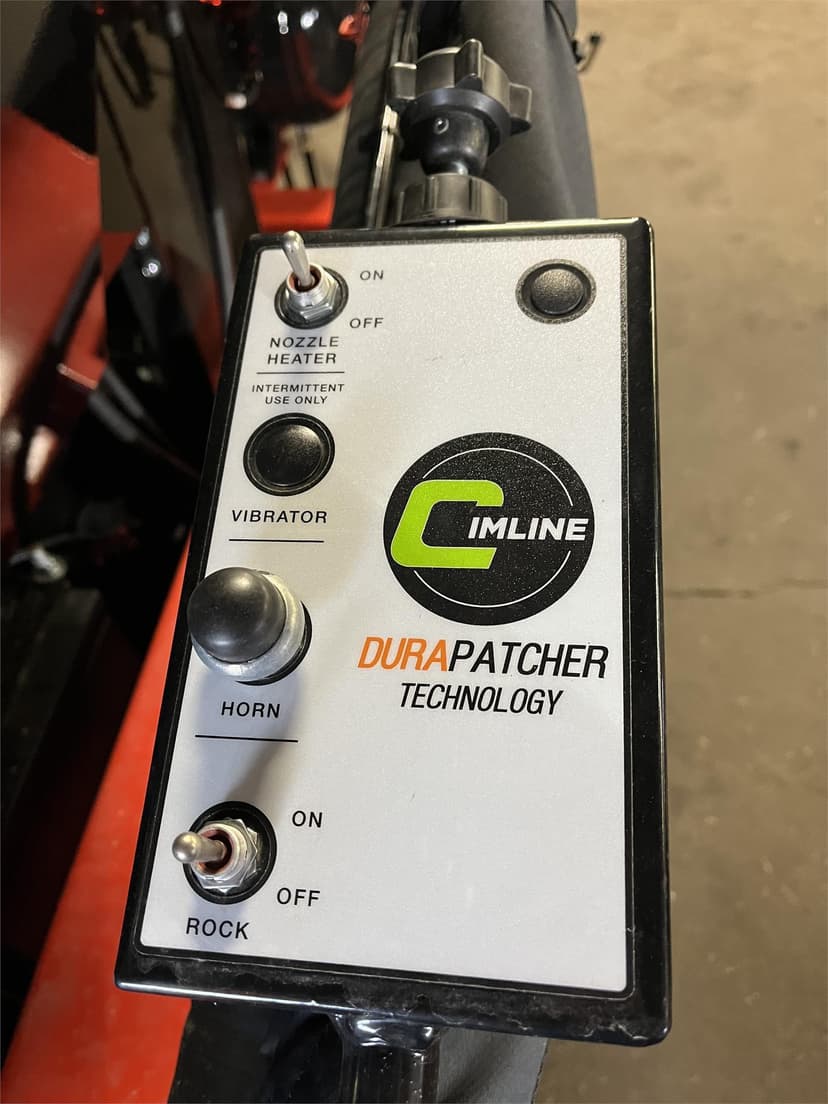 ON
OFF
NOZZLE
HEATER
INTERMITTENT
USE ONLY
VIBRATOR
HORN
ON
OFF
ROCK
CIMLINE
DURAPATCHER
TECHNOLOGY